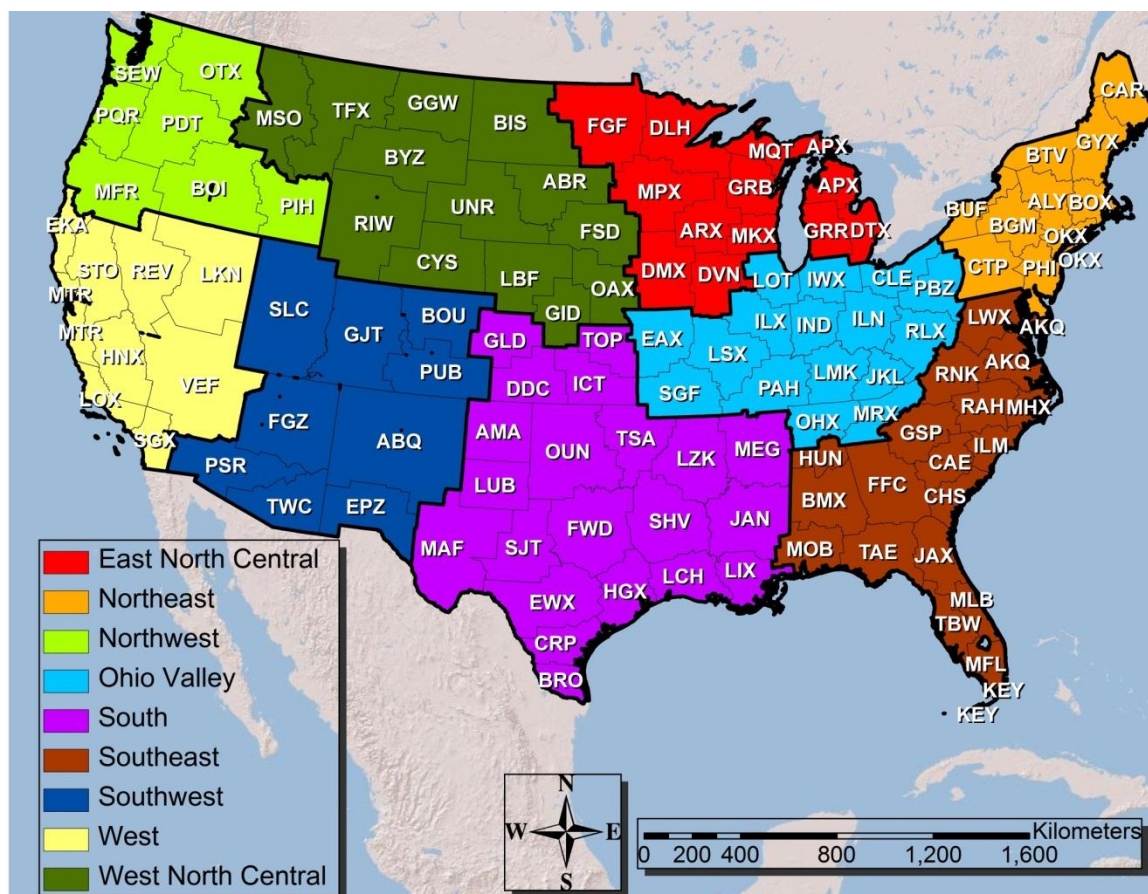 CAR
SEW OTX
GGW
TFX
MSO BIS FGF DLH
PQR PDT
BTV GYX
MQT APX
BYZ
ABR MPX GRB APX
MFR BOI PIH
UNR
ALY BOX
BUF
BGM
EKA
RIW
FSD
ARX MKX GRR DTX
OKX
STO REV LKN
CYS LBF
DMX DVN
LOT IWX CLE PBZ
CTP PHI OKX
MTR
SLC
GJT BOU
OAX
GID
ILX IND ILN RLX
LWX
AKQ
MTR
HNX
GLD TOP
EAX LSX
AKQ
VEF
PUB
DDC ICT
SGF PAH LMK JKL
RNK
LOX
SGX
FGZ
ABQ
AMA OUN TSA LZK MEG
OHX MRX
RAH MHX
GSP ILM
PSR
LUB
HUN
CAE
FFC
BMX CHS
TWC EPZ
FWD SHV JAN
MAF SJT
MOB TAE JAX
HGX LCH LIX
EWX
MLB
TBW
CRP
MFL
BRO
KEY
KEY
East North Central
Northeast
Northwest
Ohio Valley
South
Southeast
Southwest
West
West North Central
N
W E
S
Kilometers
0 200 400 800 1,200 1,600